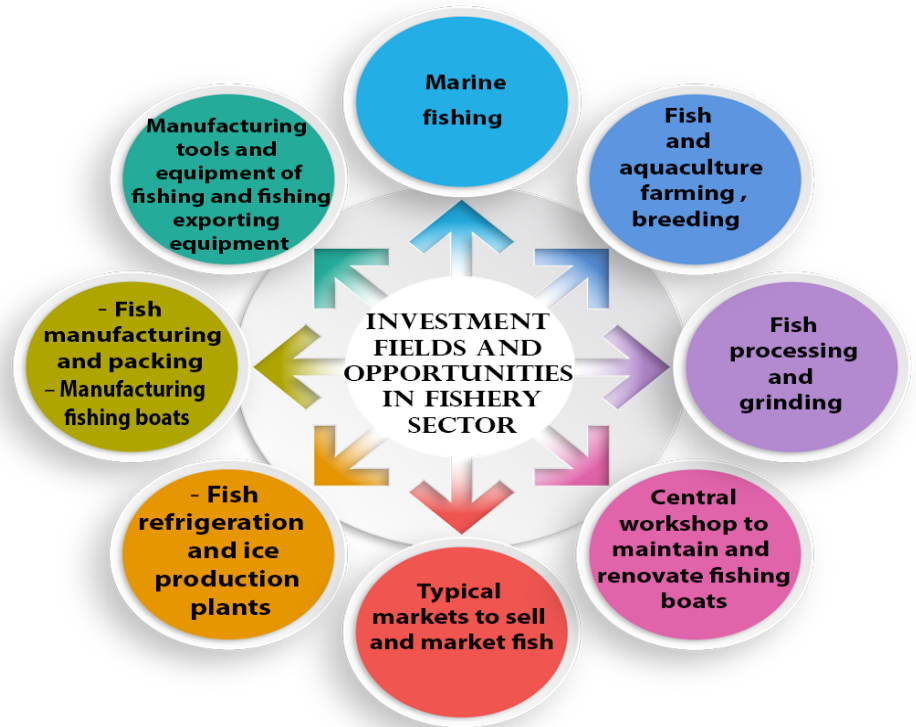 Marine
fishing
Fish
and
aquaculture
farming ,
breeding
Fish
processing
and
grinding
Central
workshop to
maintain and
renovate fishing
boats
Typical
markets to sell
and market fish
- Fish
refrigeration
and ice
production
plants
- Fish
manufacturing
and packing
– Manufacturing
fishing boats
Manufacturing
tools and
equipment of
fishing and fishing
exporting
equipment
INVESTMENT
FIELDS AND
OPPORTUNITIES
IN FISHERY
SECTOR